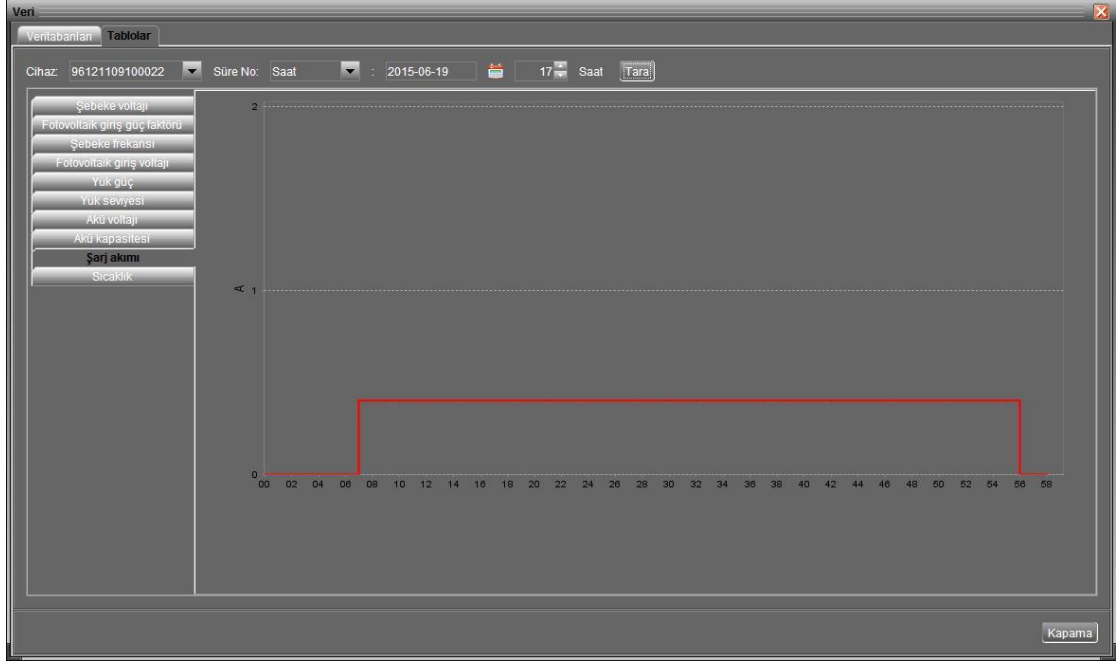 Veri
Veritabanları Tablolar
Cihaz: 96121109100022 Süre No: Saat : 2015-06-19 17 Saat Tara
Şebeke voltajı
Fotovoltaik giriş güç faktörü
Şebeke frekansı
Fotovoltaik giriş voltajı
Yük güç
Yük seviyesi
Akü voltajı
Akü kapasitesi
Şarj akımı
Sıcaklık
2
A 1
0
00 02 04 06 08 10 12 14 16 18 20 22 24 26 28 30 32 34 36 38 40 42 44 46 48 50 52 54 56 58
Kapama